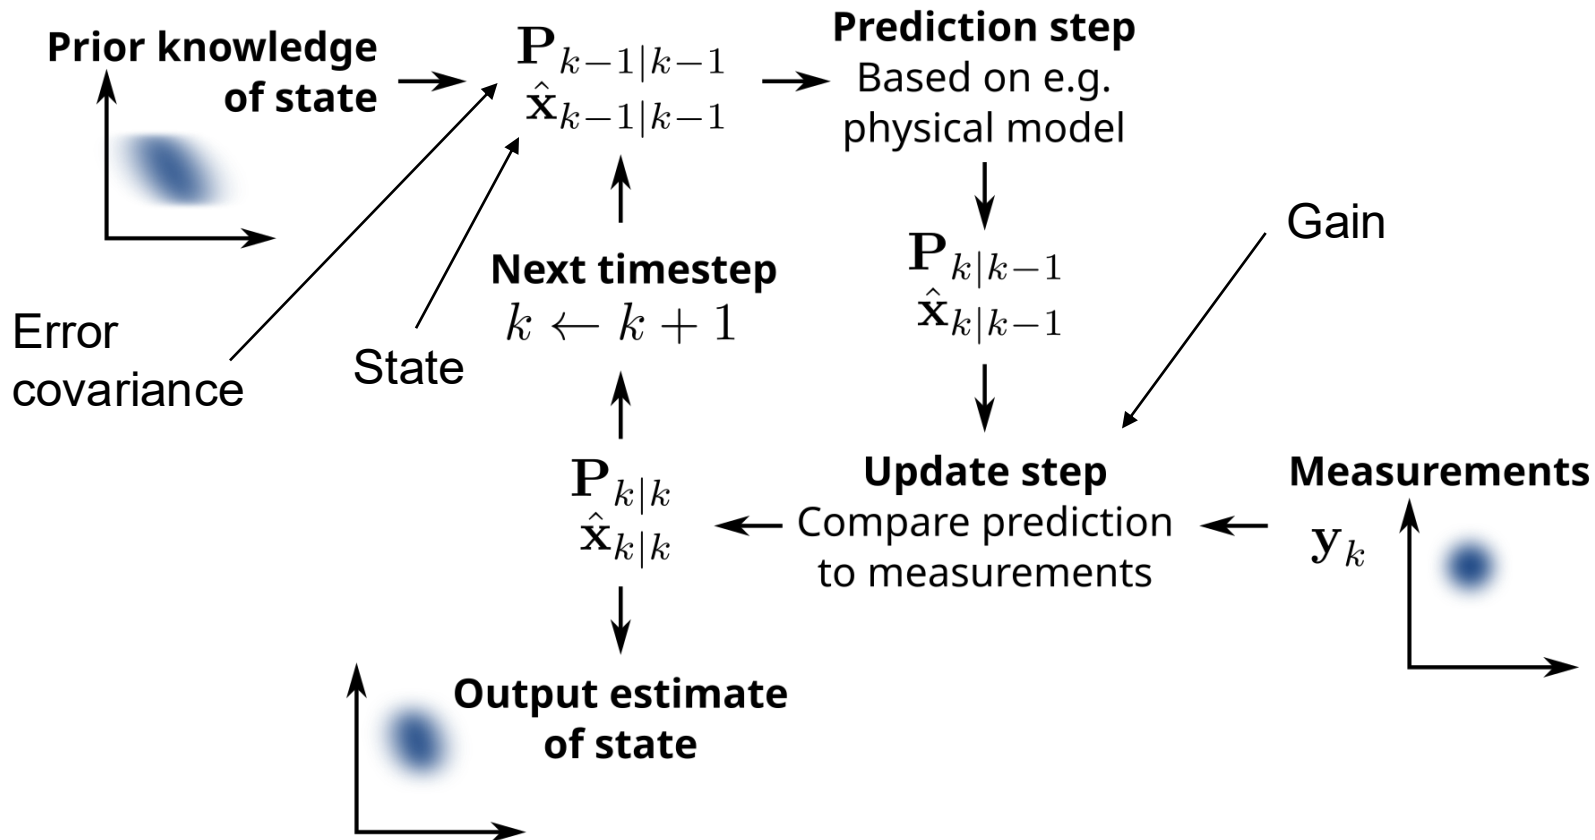 Prior knowledge
of state
P_{k−1|k−1}
x̂_{k−1|k−1}
Prediction step
Based on e.g.
physical model
Gain
P_{k|k−1}
x̂_{k|k−1}
Next timestep
k ← k + 1
Error
covariance
State
P_{k|k}
x̂_{k|k}
Update step
Compare prediction
to measurements
Measurements
y_k
Output estimate
of state